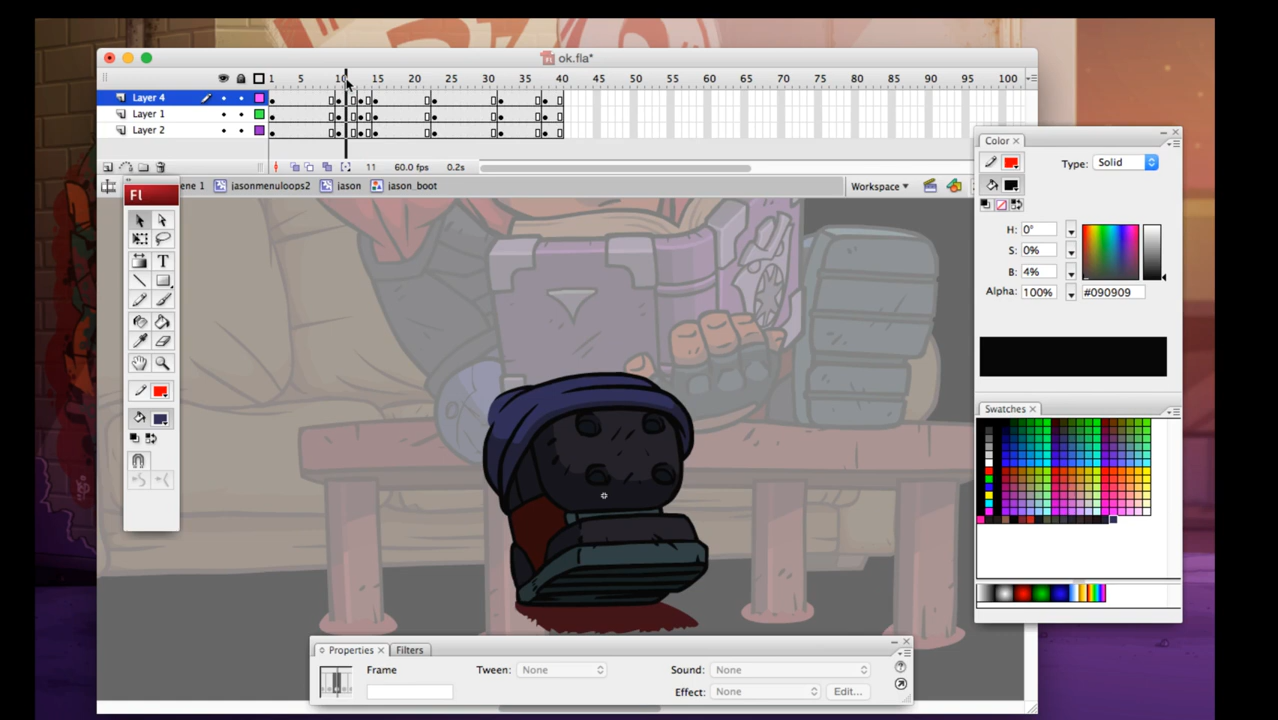 ok.fla*
1 5 10 15 20 25 30 35 40 45 50 55 60 65 70 75 80 85 90 95 100
Layer 4
Layer 1
Layer 2
11 60.0 fps 0.2s
ene 1 jasonmenuloops2 jason jason_boot Workspace
Fl
T
Color
Type: Solid
H: 0°
S: 0%
B: 4%
Alpha: 100% #090909
Swatches
Properties Filters
Frame Tween: None Sound: None
Effect: None Edit...